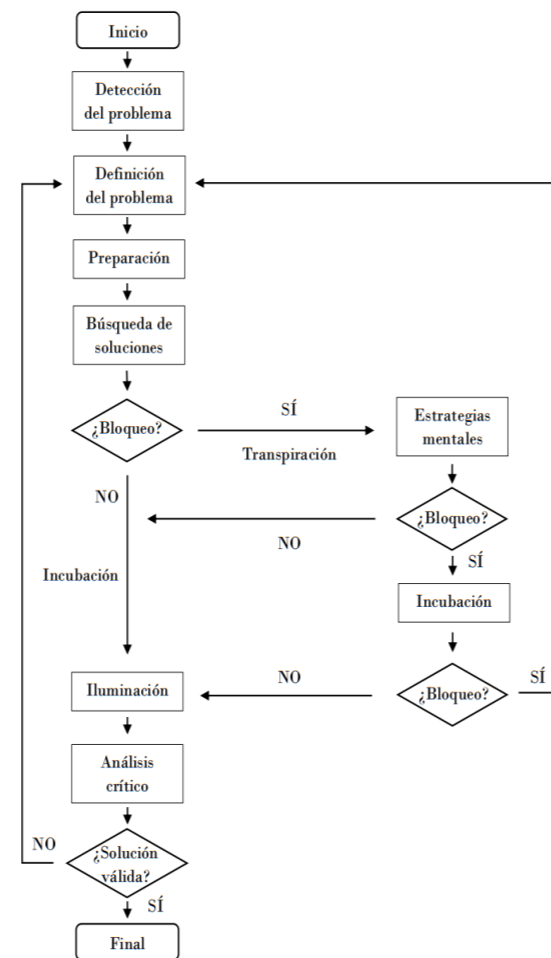 Inicio
Detección
del problema
Definición
del problema
Preparación
Búsqueda de
soluciones
¿Bloqueo?
SÍ
Transpiración
Estrategias
mentales
NO
¿Bloqueo?
NO
SÍ
Incubación
Incubación
Iluminación
NO
¿Bloqueo?
SÍ
Análisis
crítico
NO
¿Solución
válida?
SÍ
Final